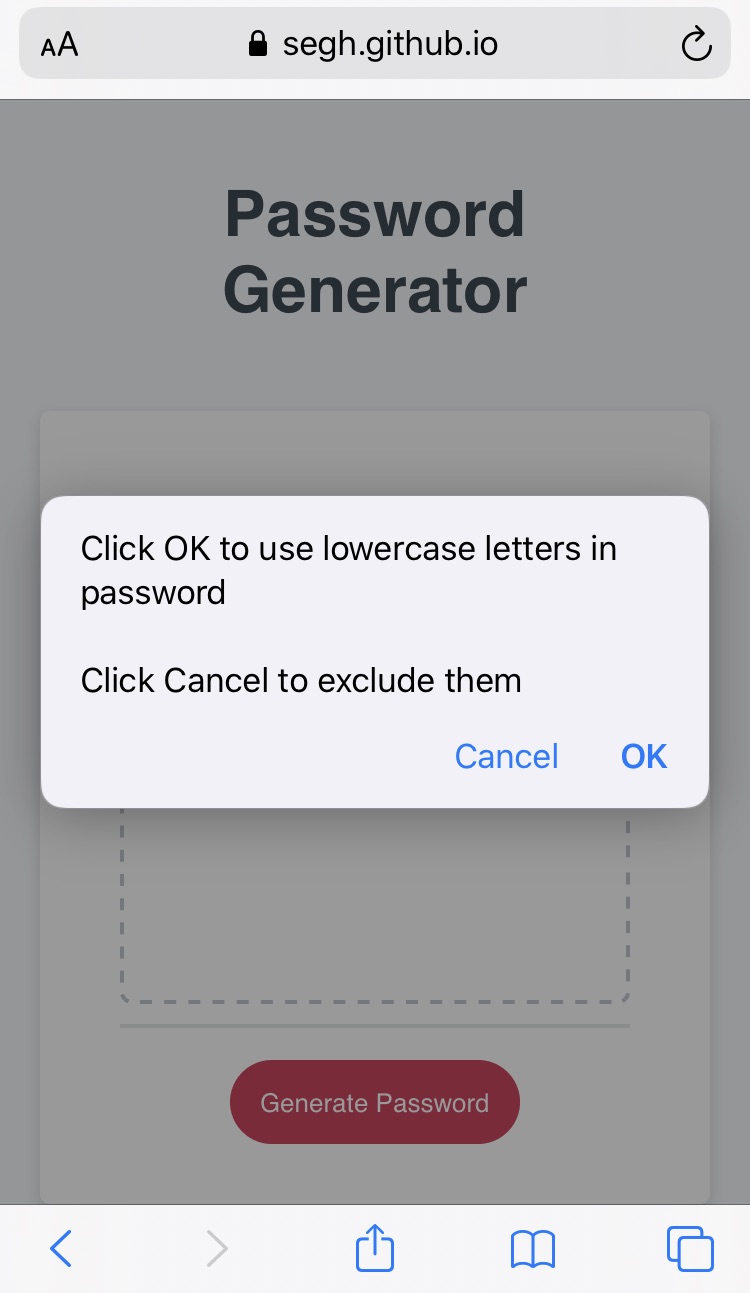 AA segh.github.io
Password
Generator
Click OK to use lowercase letters in
password
Click Cancel to exclude them
Cancel OK
Generate Password